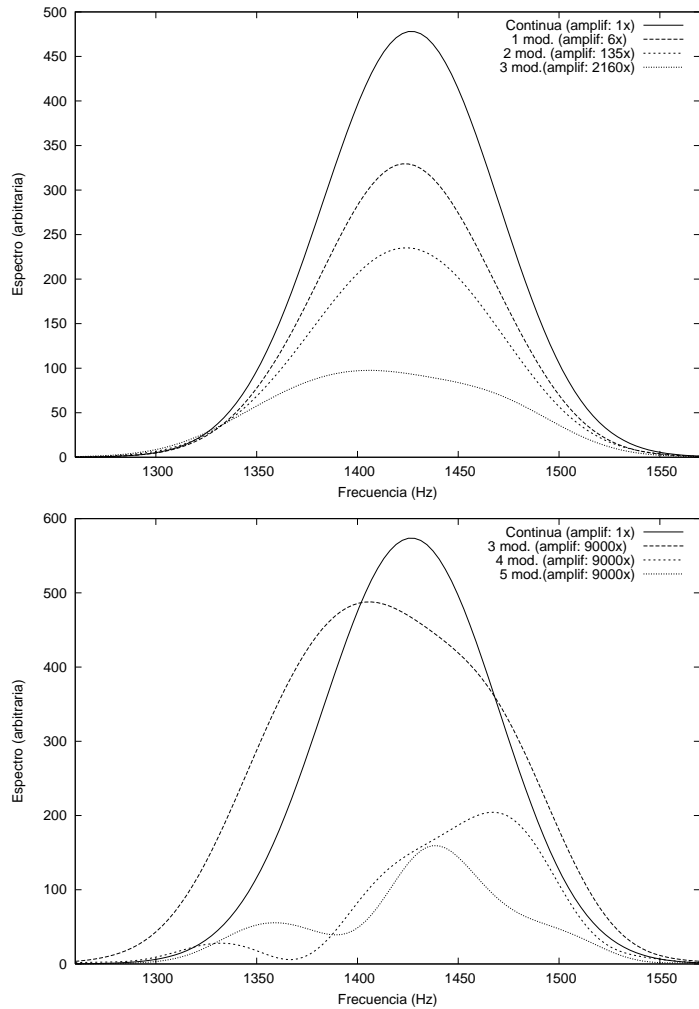 500
450
400
350
300
250
200
150
100
50
0
Espectro (arbitraria)
Continua (amplif: 1x)
1 mod. (amplif: 6x)
2 mod. (amplif: 135x)
3 mod.(amplif: 2160x)
1300 1350 1400 1450 1500 1550
Frecuencia (Hz)
600
500
400
300
200
100
0
Espectro (arbitraria)
Continua (amplif: 1x)
3 mod. (amplif: 9000x)
4 mod. (amplif: 9000x)
5 mod.(amplif: 9000x)
1300 1350 1400 1450 1500 1550
Frecuencia (Hz)